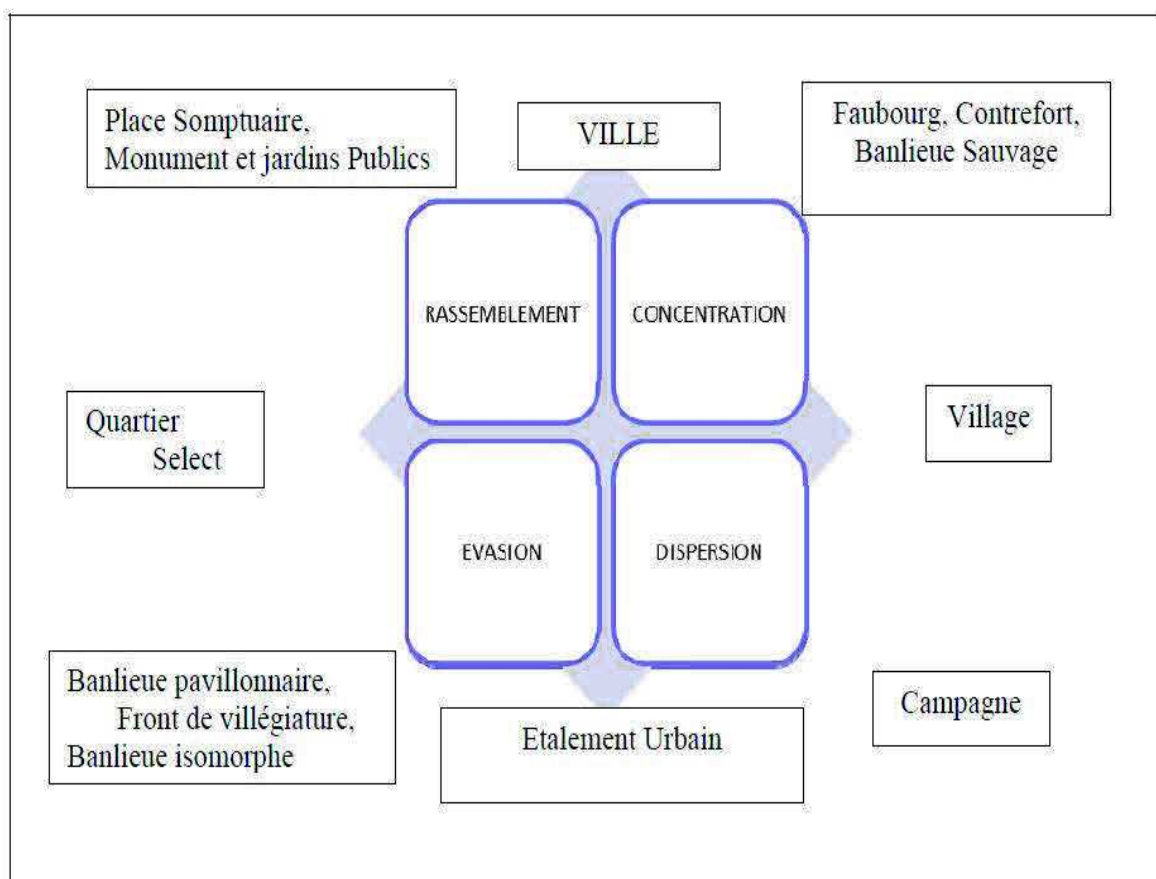 Place Somptuaire,
Monument et jardins Publics
VILLE
Faubourg, Contrefort,
Banlieue Sauvage
RASSEMBLEMENT
CONCENTRATION
Quartier
Select
Village
EVASION
DISPERSION
Banlieue pavillonnaire,
Front de villégiature,
Banlieue isomorphe
Etalement Urbain
Campagne